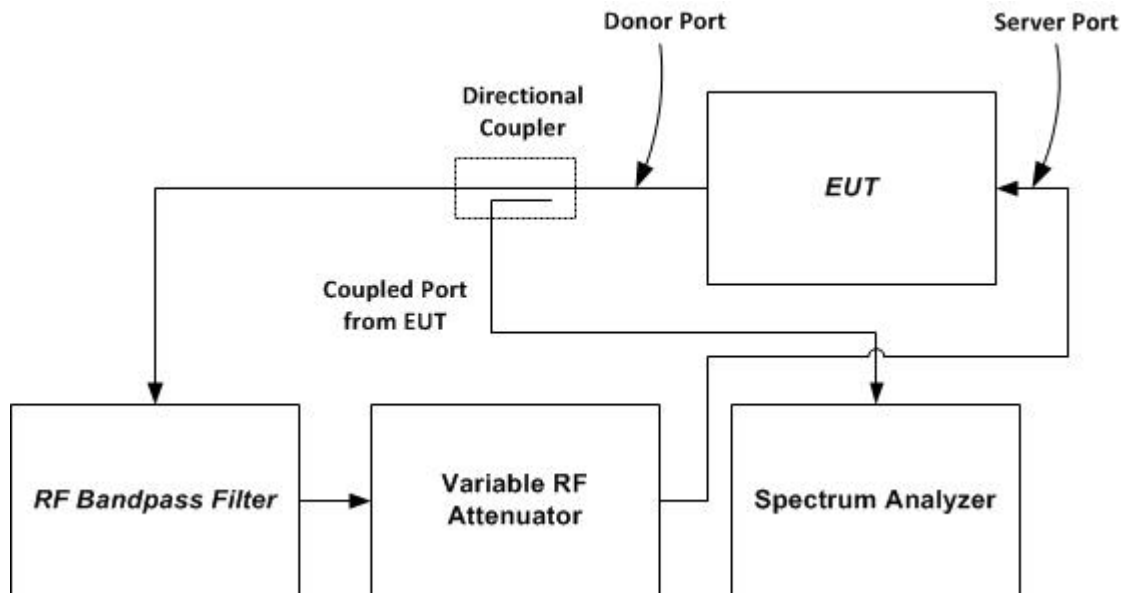 Donor Port
Server Port
Directional
Coupler
EUT
Coupled Port
from EUT
RF Bandpass Filter
Variable RF
Attenuator
Spectrum Analyzer